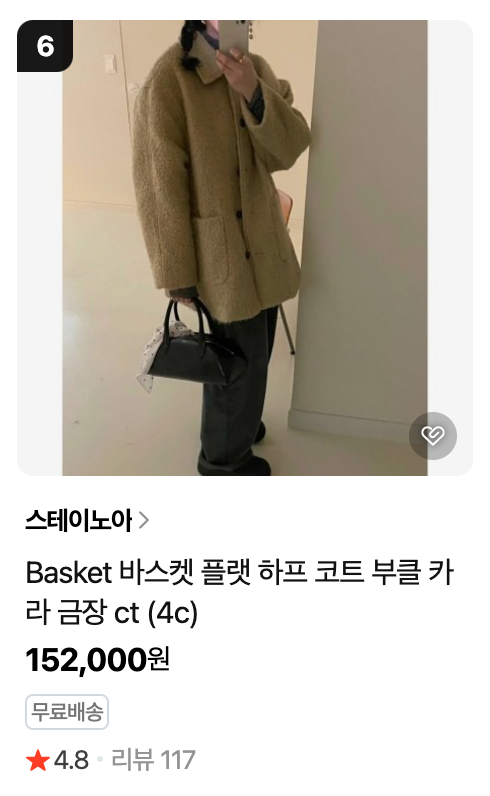 6
스테이노아
Basket 바스켓 플랫 하프 코트 부클 카
라 금장 ct (4c)
152,000원
무료배송
4.8 • 리뷰 117